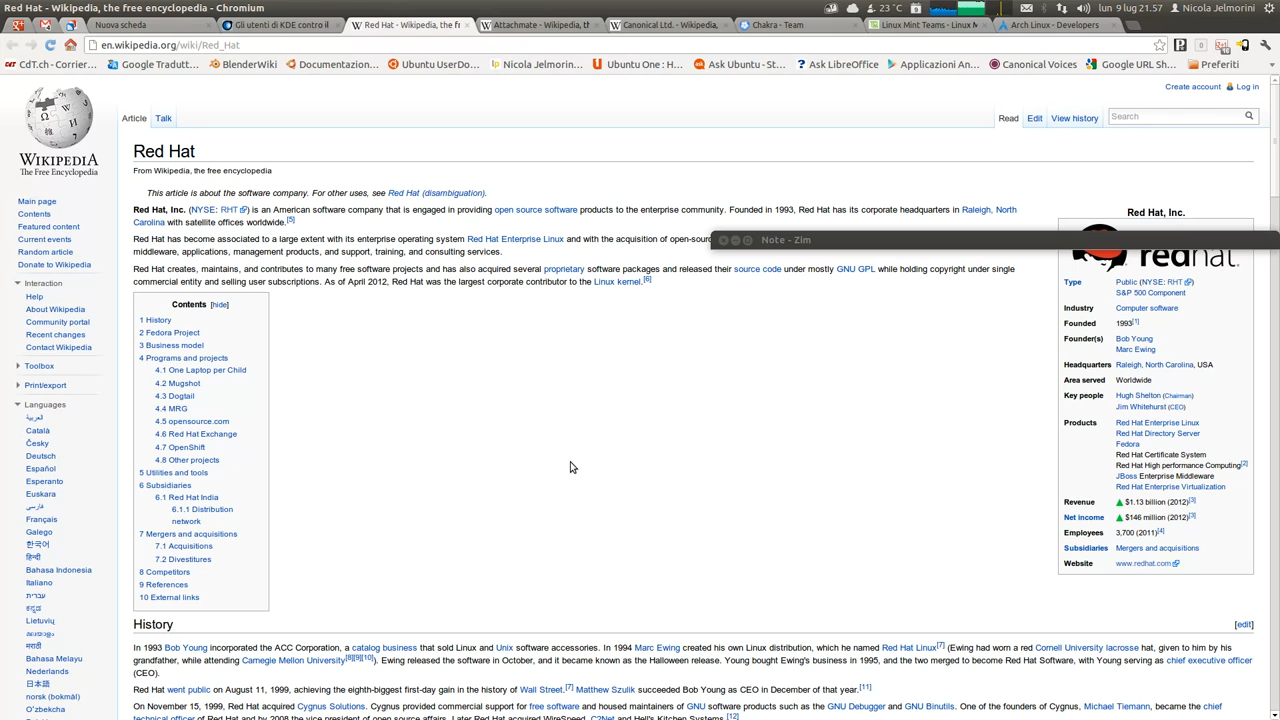 Red Hat - Wikipedia, the free encyclopedia - Chromium
23 °C
lun 9 lug 21.57
Nicola Jelmorini
Nuova scheda
Gli utenti di KDE contro il
Red Hat - Wikipedia, the fr
Attachmate - Wikipedia, th
Canonical Ltd. - Wikipedia,
Chakra - Team
Linux Mint Teams - Linux M
Arch Linux - Developers
en.wikipedia.org/wiki/Red_Hat
CdT.ch - Corrier...
Google Tradutt...
BlenderWiki
Documentazion...
Ubuntu UserDo...
Nicola Jelmorin...
Ubuntu One : H...
Ask Ubuntu - St...
Ask LibreOffice
Applicazioni An...
Canonical Voices
Google URL Sh...
Preferiti
Create account
Log in
Article
Talk
Read
Edit
View history
Search
WIKIPEDIA
The Free Encyclopedia
Main page
Contents
Featured content
Current events
Random article
Donate to Wikipedia
Interaction
Help
About Wikipedia
Community portal
Recent changes
Contact Wikipedia
Toolbox
Print/export
Languages
العربية
Català
Česky
Deutsch
Español
Esperanto
Euskara
فارسی
Français
Galego
한국어
हिन्दी
Bahasa Indonesia
Italiano
עברית
ಕನ್ನಡ
Lietuvių
മലയാളം
मराठी
Bahasa Melayu
Nederlands
日本語
norsk (bokmål)
O'zbekcha
Red Hat
From Wikipedia, the free encyclopedia
This article is about the software company. For other uses, see Red Hat (disambiguation).
Red Hat, Inc. (NYSE: RHT) is an American software company that is engaged in providing open source software products to the enterprise community. Founded in 1993, Red Hat has its corporate headquarters in Raleigh, North
Carolina with satellite offices worldwide.[5]
Red Hat has become associated to a large extent with its enterprise operating system Red Hat Enterprise Linux and with the acquisition of open-sour
middleware, applications, management products, and support, training, and consulting services.
Red Hat creates, maintains, and contributes to many free software projects and has also acquired several proprietary software packages and released their source code under mostly GNU GPL while holding copyright under single
commercial entity and selling user subscriptions. As of April 2012, Red Hat was the largest corporate contributor to the Linux kernel.[6]
Contents [hide]
1 History
2 Fedora Project
3 Business model
4 Programs and projects
4.1 One Laptop per Child
4.2 Mugshot
4.3 Dogtail
4.4 MRG
4.5 opensource.com
4.6 Red Hat Exchange
4.7 OpenShift
4.8 Other projects
5 Utilities and tools
6 Subsidiaries
6.1 Red Hat India
6.1.1 Distribution
network
7 Mergers and acquisitions
7.1 Acquisitions
7.2 Divestitures
8 Competitors
9 References
10 External links
Note - Zim
Red Hat, Inc.
redhat.
Type Public (NYSE: RHT)
S&P 500 Component
Industry Computer software
Founded 1993[1]
Founder(s) Bob Young
Marc Ewing
Headquarters Raleigh, North Carolina, USA
Area served Worldwide
Key people Hugh Shelton (Chairman)
Jim Whitehurst (CEO)
Products Red Hat Enterprise Linux
Red Hat Directory Server
Fedora
Red Hat Certificate System
Red Hat High performance Computing[2]
JBoss Enterprise Middleware
Red Hat Enterprise Virtualization
Revenue $1.13 billion (2012)[3]
Net income $146 million (2012)[3]
Employees 3,700 (2011)[4]
Subsidiaries Mergers and acquisitions
Website www.redhat.com
History
[edit]
In 1993 Bob Young incorporated the ACC Corporation, a catalog business that sold Linux and Unix software accessories. In 1994 Marc Ewing created his own Linux distribution, which he named Red Hat Linux[7] (Ewing had worn a red Cornell University lacrosse hat, given to him by his
grandfather, while attending Carnegie Mellon University[8][9][10]). Ewing released the software in October, and it became known as the Halloween release. Young bought Ewing's business in 1995, and the two merged to become Red Hat Software, with Young serving as chief executive officer
(CEO).
Red Hat went public on August 11, 1999, achieving the eighth-biggest first-day gain in the history of Wall Street.[7] Matthew Szulik succeeded Bob Young as CEO in December of that year.[11]
On November 15, 1999, Red Hat acquired Cygnus Solutions. Cygnus provided commercial support for free software and housed maintainers of GNU software products such as the GNU Debugger and GNU Binutils. One of the founders of Cygnus, Michael Tiemann, became the chief
technical officer of Red Hat and by 2008 the vice president of open source affairs. Later Red Hat acquired WireSpeed, C2Net and Hell's Kitchen Systems.[12]